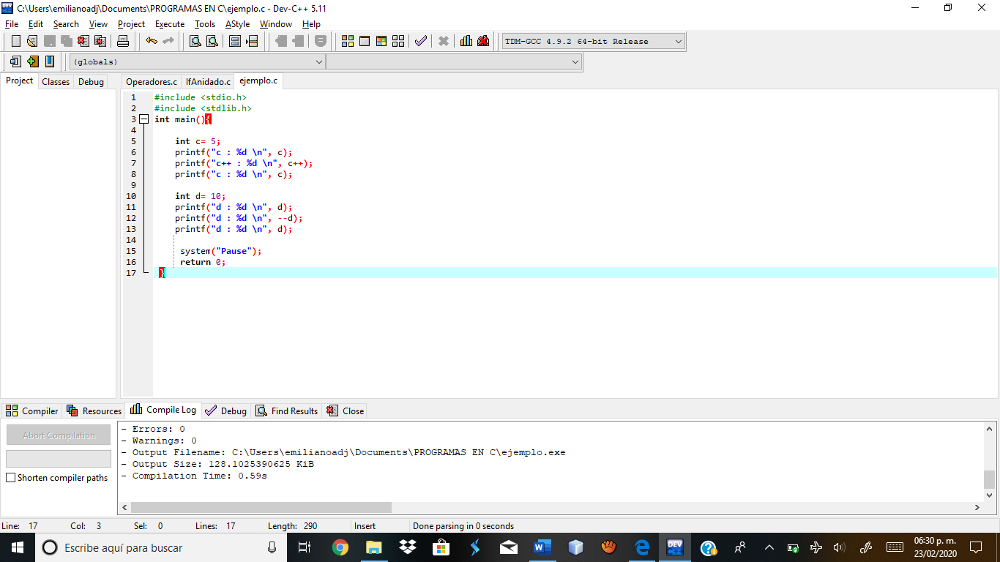 C:\Users\emilianoadj\Documents\PROGRAMAS EN C\ejemplo.c - Dev-C++ 5.11
File Edit Search View Project Execute Tools AStyle Window Help
TDM-GCC 4.9.2 64-bit Release
(globals)
Project Classes Debug
Operadores.c IfAnidado.c ejemplo.c
1 #include <stdio.h>
2 #include <stdlib.h>
3 int main(){
4
5 int c= 5;
6 printf("c : %d \n", c);
7 printf("c++ : %d \n", c++);
8 printf("c : %d \n", c);
9
10 int d= 10;
11 printf("d : %d \n", d);
12 printf("d : %d \n", --d);
13 printf("d : %d \n", d);
14
15 system("Pause");
16 return 0;
17 }
Compiler Resources Compile Log Debug Find Results Close
Abort Compilation
Shorten compiler paths
- Errors: 0
- Warnings: 0
- Output Filename: C:\Users\emilianoadj\Documents\PROGRAMAS EN C\ejemplo.exe
- Output Size: 128.1025390625 KiB
- Compilation Time: 0.59s
Line: 17 Col: 3 Sel: 0 Lines: 17 Length: 290 Insert Done parsing in 0 seconds
Escribe aquí para buscar
DEV
06:30 p. m.
23/02/2020